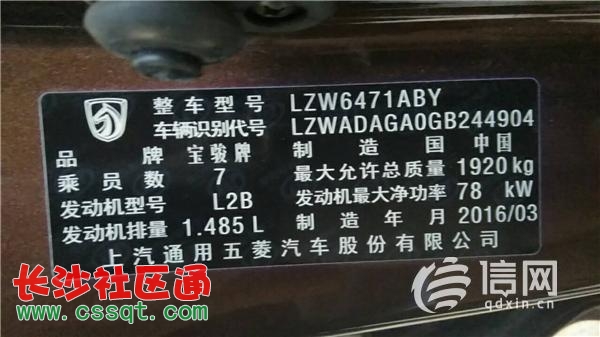 整车型号 LZW6471ABY
车辆识别代号 LZWADAGA0GB244904
品牌 宝骏牌 制造国 中国
乘员数 7 最大允许总质量 1920 kg
发动机型号 L2B 发动机最大净功率 78 kW
发动机排量 1.485 L 制造年月 2016/03
上汽通用五菱汽车股份有限公司
长沙社区通
www.cssqt.com
信网
qdxin.cn